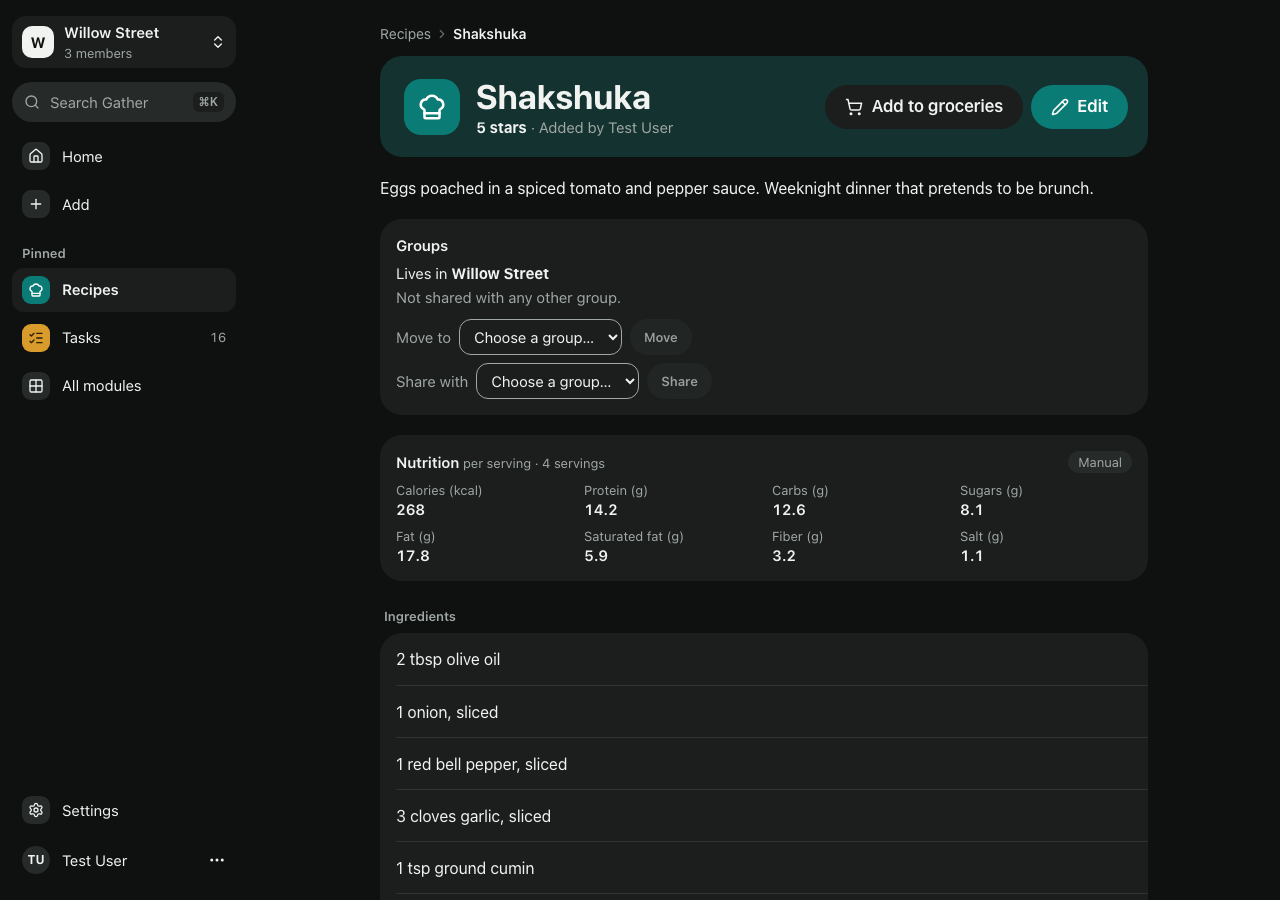 W
Willow Street
3 members
Search Gather ⌘K
Home
Add
Pinned
Recipes
Tasks 16
All modules
Settings
TU Test User
Recipes > Shakshuka
Shakshuka
5 stars · Added by Test User
Add to groceries
Edit
Eggs poached in a spiced tomato and pepper sauce. Weeknight dinner that pretends to be brunch.
Groups
Lives in Willow Street
Not shared with any other group.
Move to Choose a group... Move
Share with Choose a group... Share
Nutrition per serving · 4 servings Manual
Calories (kcal) Protein (g) Carbs (g) Sugars (g)
268 14.2 12.6 8.1
Fat (g) Saturated fat (g) Fiber (g) Salt (g)
17.8 5.9 3.2 1.1
Ingredients
2 tbsp olive oil
1 onion, sliced
1 red bell pepper, sliced
3 cloves garlic, sliced
1 tsp ground cumin